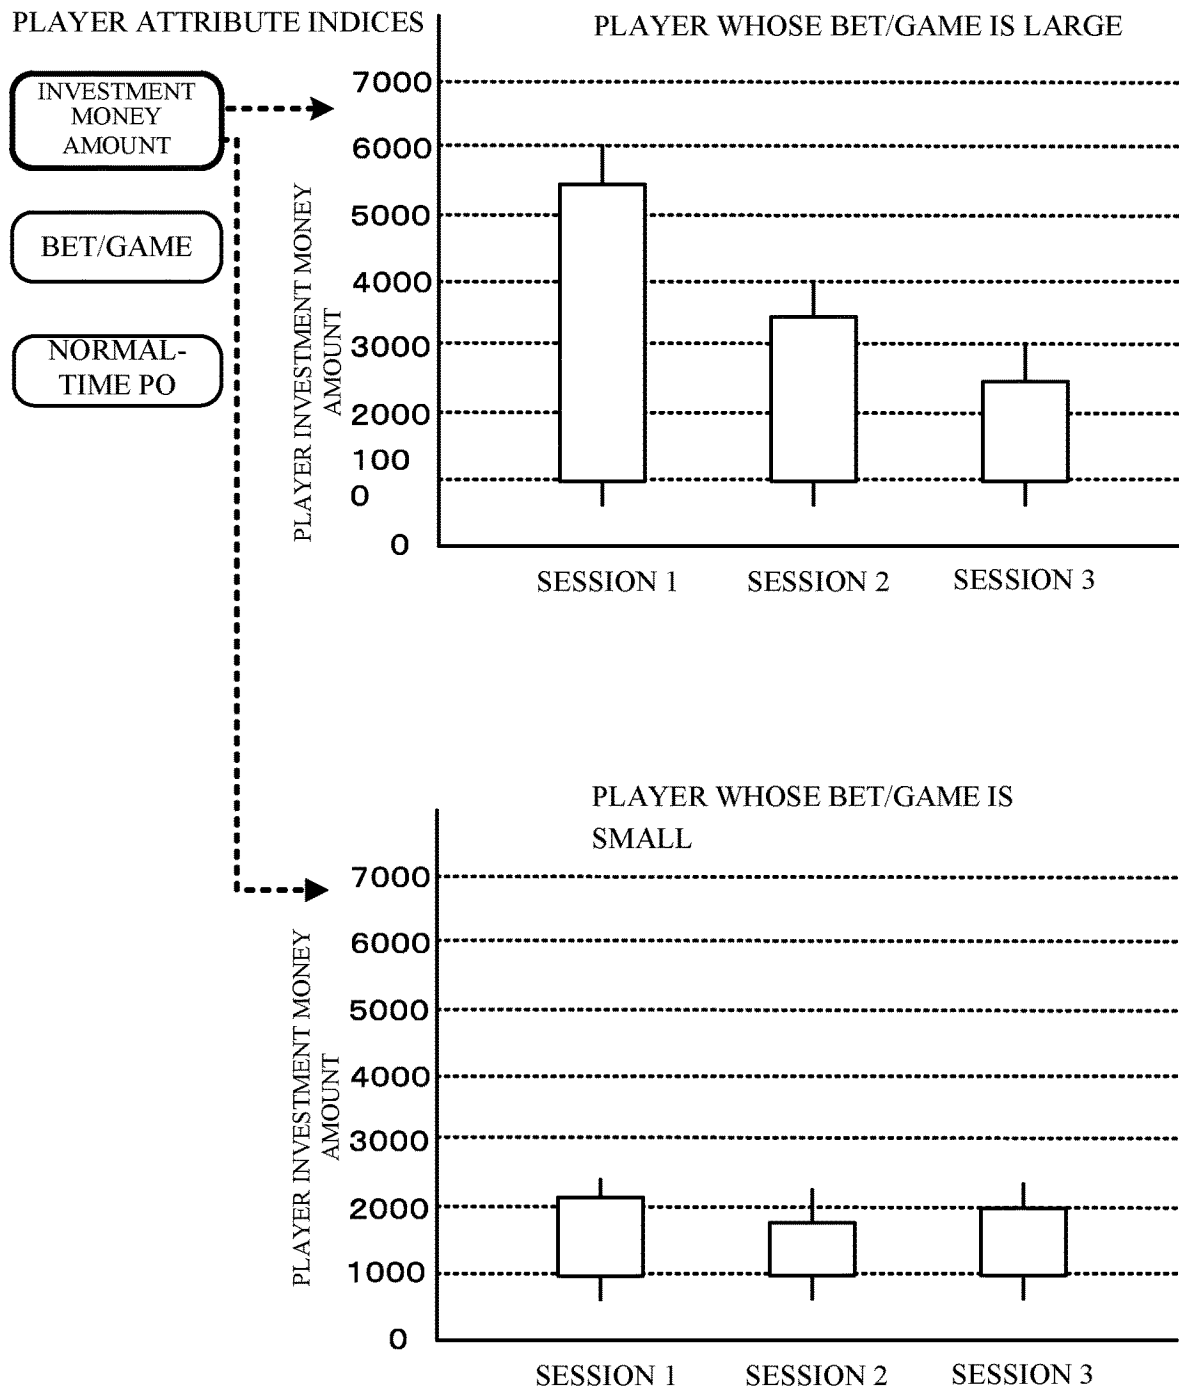 PLAYER ATTRIBUTE INDICES
INVESTMENT
MONEY
AMOUNT
BET/GAME
NORMAL-
TIME PO
PLAYER WHOSE BET/GAME IS LARGE
PLAYER INVESTMENT MONEY
AMOUNT
7000
6000
5000
4000
3000
2000
100
0
0
SESSION 1
SESSION 2
SESSION 3
PLAYER WHOSE BET/GAME IS
SMALL
PLAYER INVESTMENT MONEY
AMOUNT
7000
6000
5000
4000
3000
2000
1000
0
SESSION 1
SESSION 2
SESSION 3